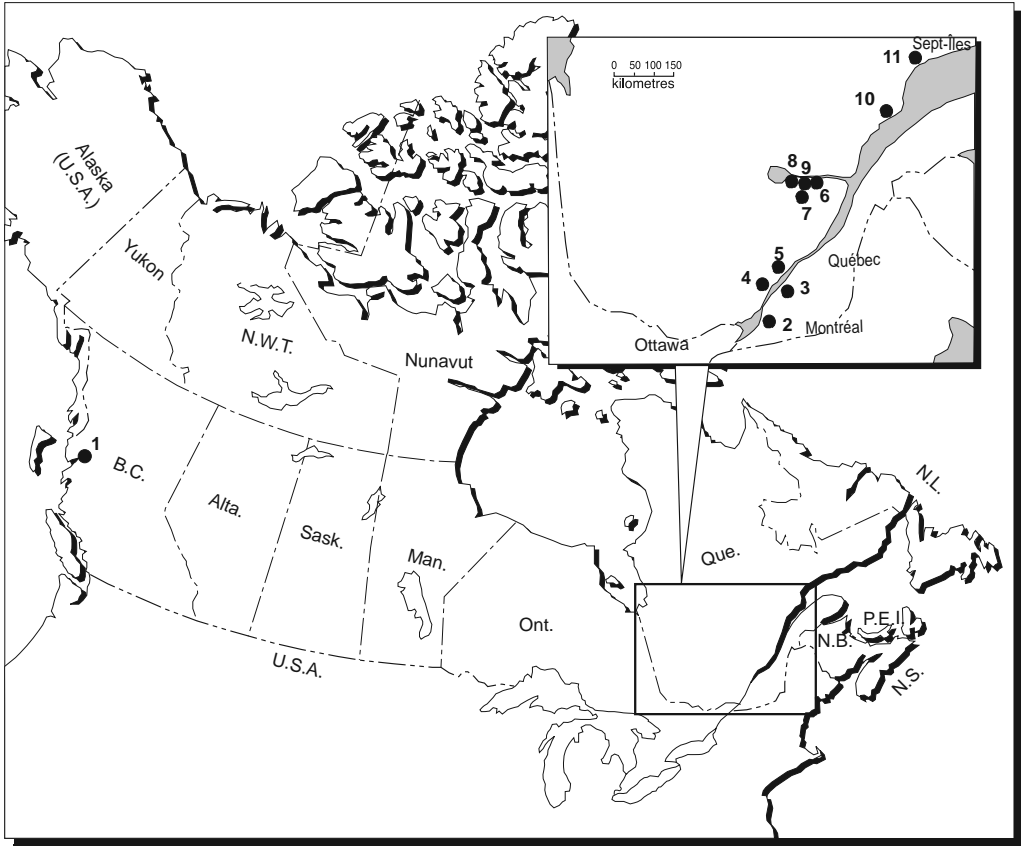 Sept-Îles
11
0 50 100 150
kilometres
10
8
9
6
7
5
Québec
4
3
2
Montréal
Ottawa
Alaska
(U.S.A.)
Yukon
N.W.T.
Nunavut
1
B.C.
Alta.
Sask.
Man.
Ont.
Que.
N.L.
P.E.I.
N.B.
N.S.
U.S.A.